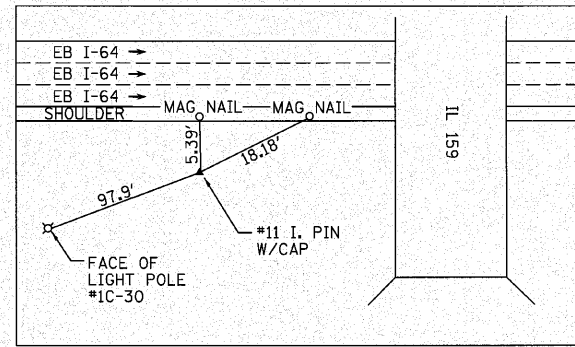 EB I-64
EB I-64
EB I-64
SHOULDER
MAG NAIL
MAG NAIL
IL 159
5.39'
18.18'
97.9'
#11 I. PIN
W/CAP
FACE OF
LIGHT POLE
#1C-30